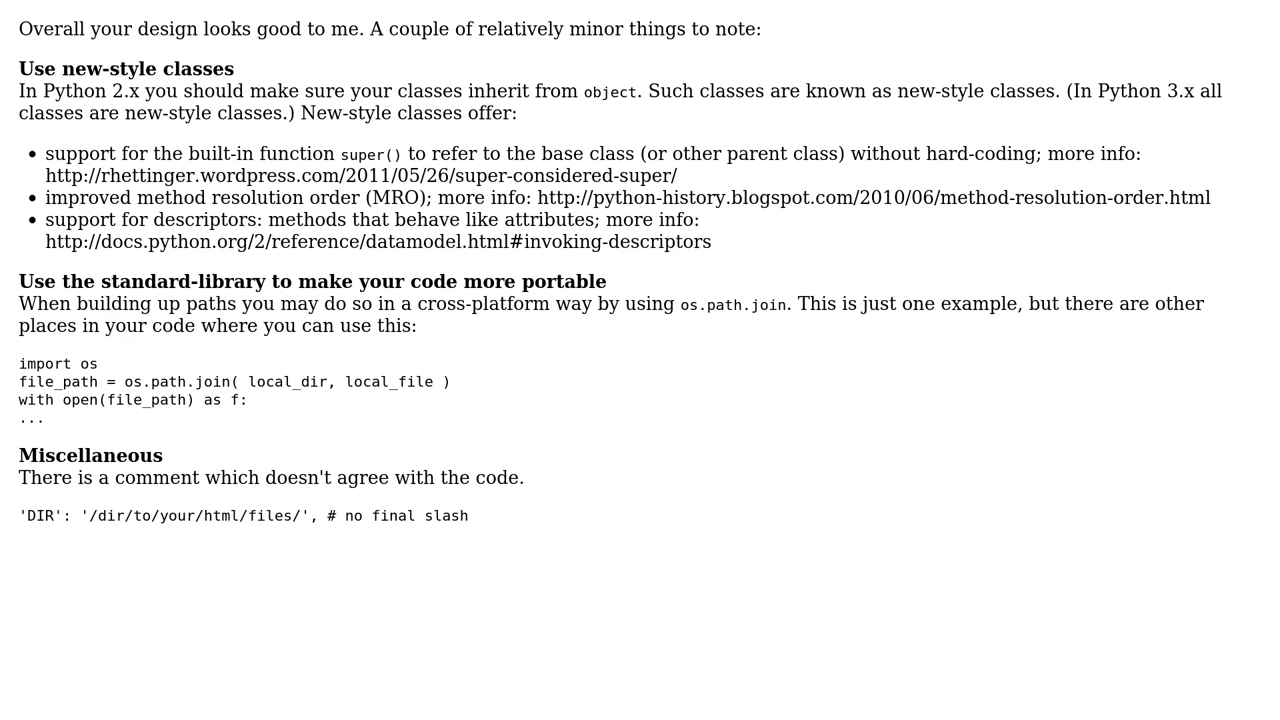 Overall your design looks good to me. A couple of relatively minor things to note:
Use new-style classes
In Python 2.x you should make sure your classes inherit from object. Such classes are known as new-style classes. (In Python 3.x all
classes are new-style classes.) New-style classes offer:
• support for the built-in function super() to refer to the base class (or other parent class) without hard-coding; more info:
http://rhettinger.wordpress.com/2011/05/26/super-considered-super/
• improved method resolution order (MRO); more info: http://python-history.blogspot.com/2010/06/method-resolution-order.html
• support for descriptors: methods that behave like attributes; more info:
http://docs.python.org/2/reference/datamodel.html#invoking-descriptors
Use the standard-library to make your code more portable
When building up paths you may do so in a cross-platform way by using os.path.join. This is just one example, but there are other
places in your code where you can use this:
import os
file_path = os.path.join( local_dir, local_file )
with open(file_path) as f:
...
Miscellaneous
There is a comment which doesn't agree with the code.
'DIR': '/dir/to/your/html/files/', # no final slash